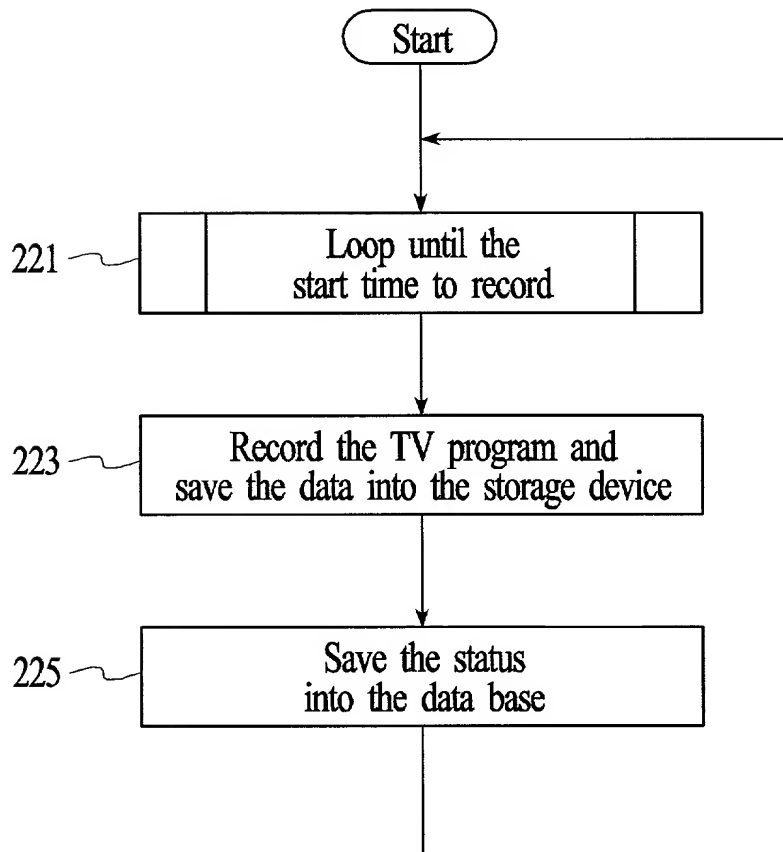 Start
221
Loop until the
start time to record
223
Record the TV program and
save the data into the storage device
225
Save the status
into the data base